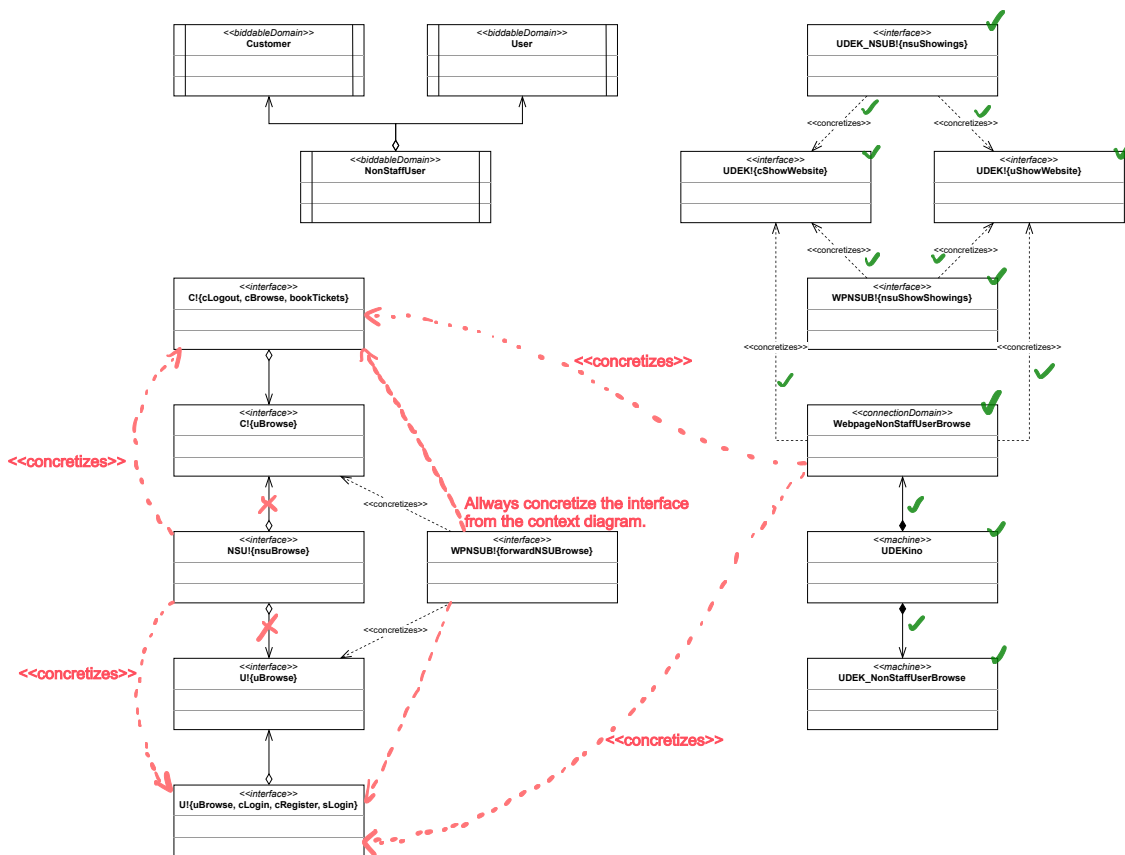 <<biddableDomain>>
Customer
<<biddableDomain>>
User
<<interface>>
UDEK_NSUB!{nsuShowings}
<<concretizes>>
<<concretizes>>
<<biddableDomain>>
NonStaffUser
<<interface>>
UDEK!{cShowWebsite}
<<interface>>
UDEK!{uShowWebsite}
<<concretizes>>
<<concretizes>>
<<interface>>
C!{cLogout, cBrowse, bookTickets}
<<interface>>
WPNSUB!{nsuShowShowings}
<<concretizes>>
<<concretizes>>
<<concretizes>>
<<interface>>
C!{uBrowse}
<<connectionDomain>>
WebpageNonStaffUserBrowse
<<concretizes>>
<<concretizes>>
Allways concretize the interface
from the context diagram.
<<interface>>
NSU!{nsuBrowse}
<<interface>>
WPNSUB!{forwardNSUBrowse}
<<machine>>
UDEKino
<<concretizes>>
<<concretizes>>
<<interface>>
U!{uBrowse}
<<machine>>
UDEK_NonStaffUserBrowse
<<concretizes>>
<<interface>>
U!{uBrowse, cLogin, cRegister, sLogin}